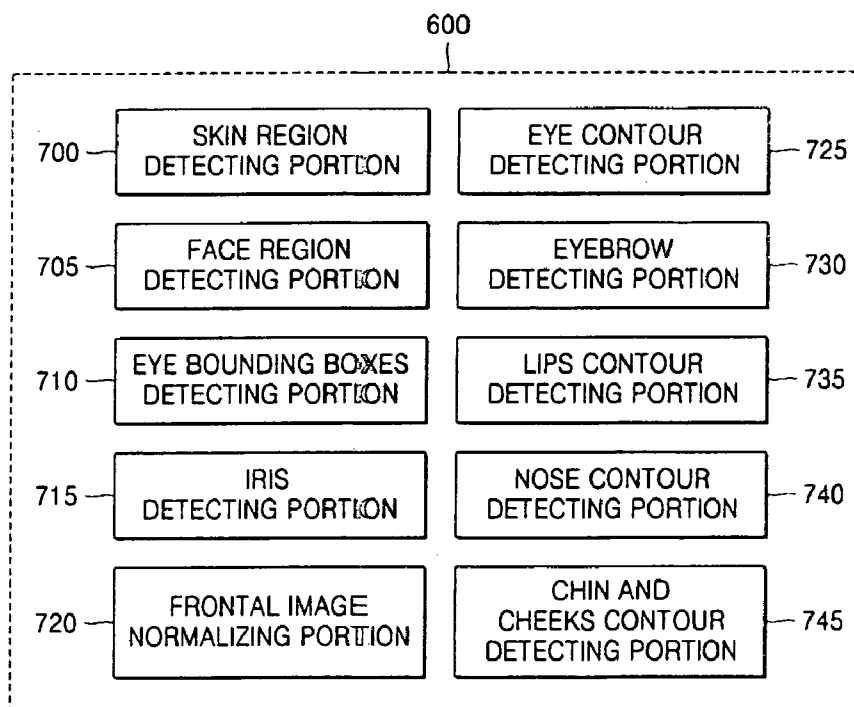 600
700
SKIN REGION
DETECTING PORTION
EYE CONTOUR
DETECTING PORTION
725
705
FACE REGION
DETECTING PORTION
EYEBROW
DETECTING PORTION
730
710
EYE BOUNDING BOXES
DETECTING PORTION
LIPS CONTOUR
DETECTING PORTION
735
715
IRIS
DETECTING PORTION
NOSE CONTOUR
DETECTING PORTION
740
720
FRONTAL IMAGE
NORMALIZING PORTION
CHIN AND
CHEEKS CONTOUR
DETECTING PORTION
745